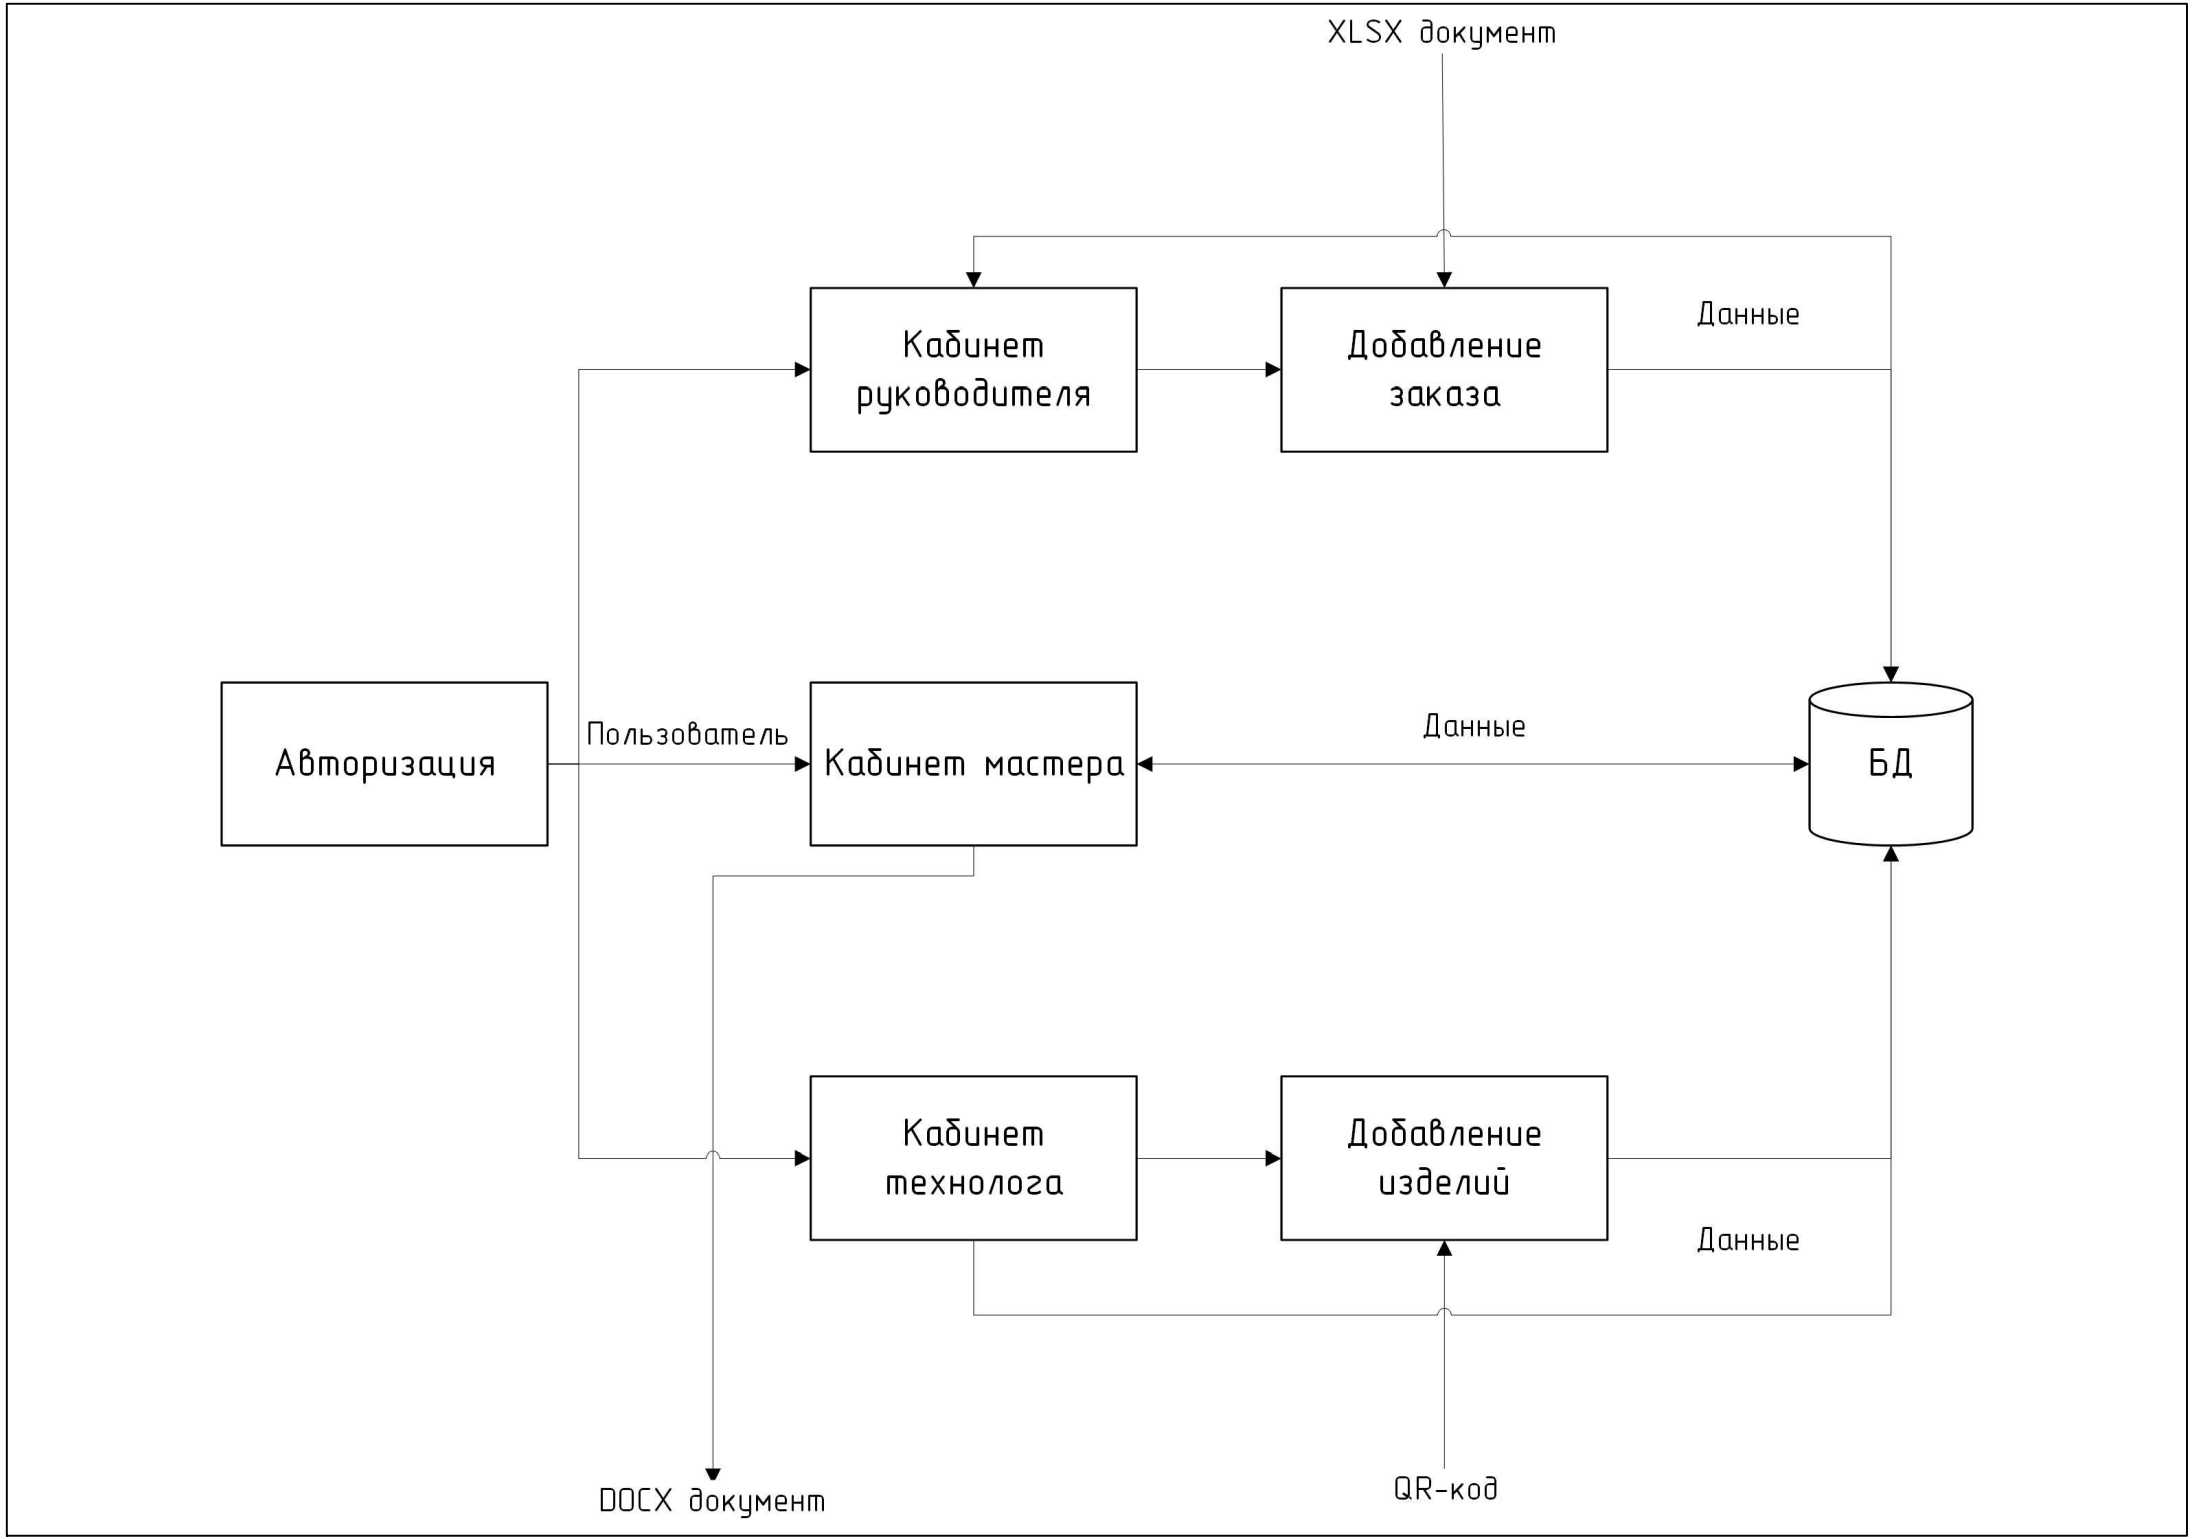 XLSX документ
Кабинет
руководителя
Добавление
заказа
Данные
Авторизация
Пользователь
Кабинет мастера
Данные
БД
Кабинет
технолога
Добавление
изделий
Данные
DOCX документ
QR-код